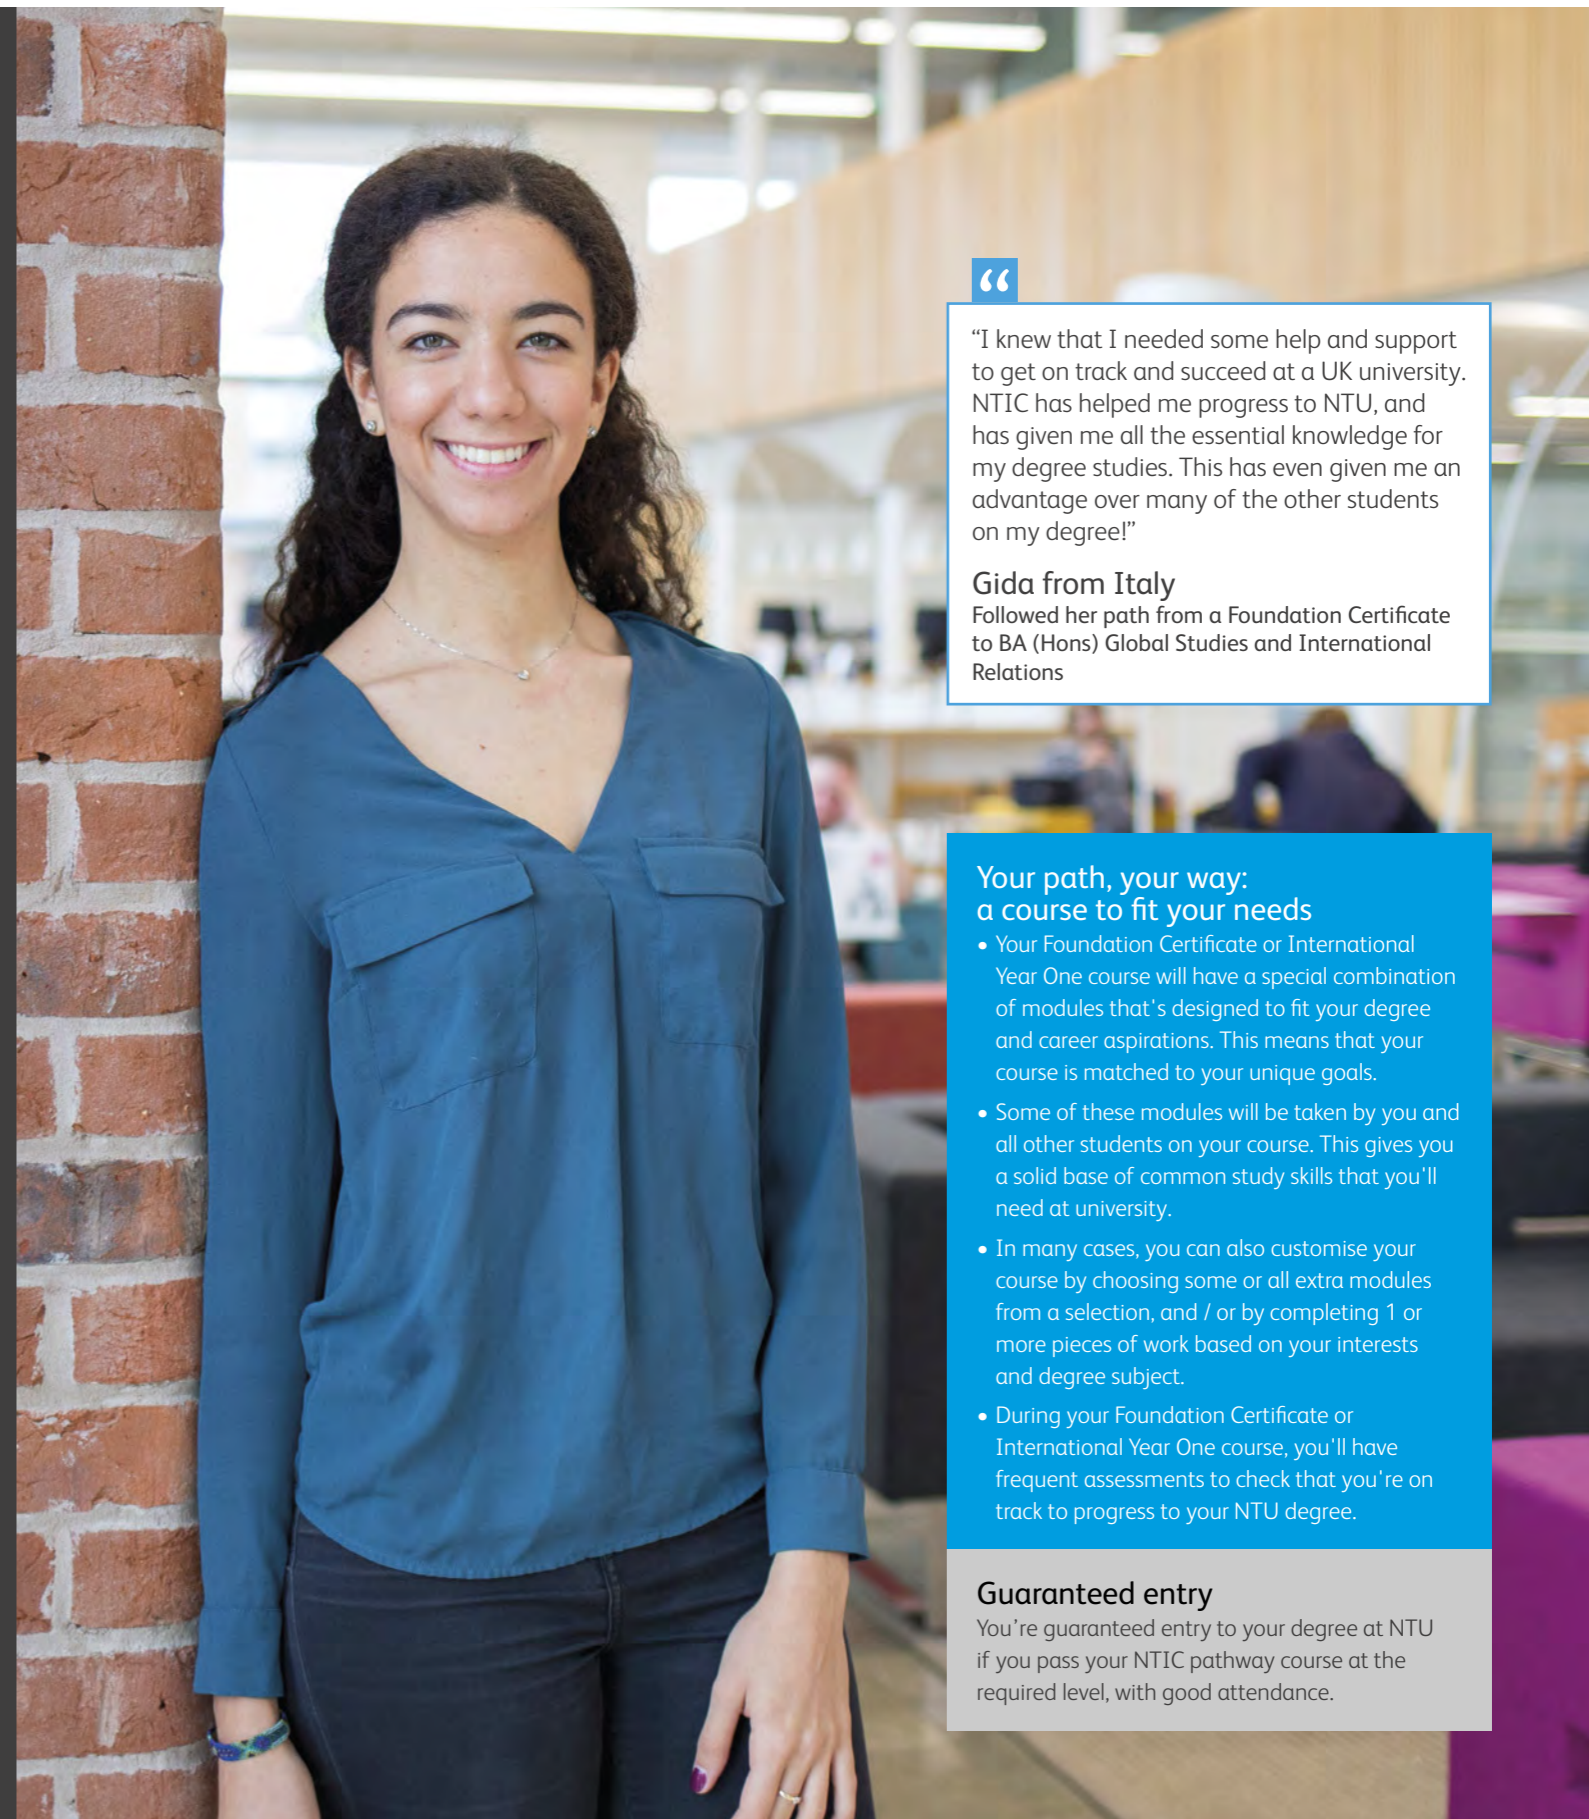 “
“I knew that I needed some help and support
to get on track and succeed at a UK university.
NTIC has helped me progress to NTU, and
has given me all the essential knowledge for
my degree studies. This has even given me an
advantage over many of the other students
on my degree!”
Gida from Italy
Followed her path from a Foundation Certificate
to BA (Hons) Global Studies and International
Relations
Your path, your way:
a course to fit your needs
• Your Foundation Certificate or International
Year One course will have a special combination
of modules that's designed to fit your degree
and career aspirations. This means that your
course is matched to your unique goals.
• Some of these modules will be taken by you and
all other students on your course. This gives you
a solid base of common study skills that you'll
need at university.
• In many cases, you can also customise your
course by choosing some or all extra modules
from a selection, and / or by completing 1 or
more pieces of work based on your interests
and degree subject.
• During your Foundation Certificate or
International Year One course, you'll have
frequent assessments to check that you're on
track to progress to your NTU degree.
Guaranteed entry
You’re guaranteed entry to your degree at NTU
if you pass your NTIC pathway course at the
required level, with good attendance.